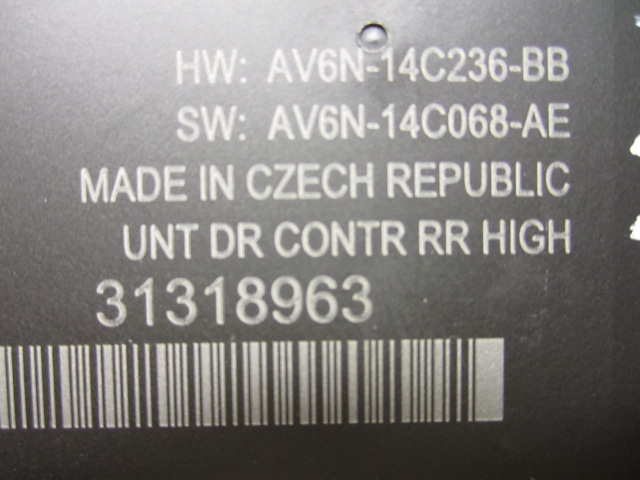 HW: AV6N-14C236-BB
SW: AV6N-14C068-AE
MADE IN CZECH REPUBLIC
UNT DR CONTR RR HIGH
31318963